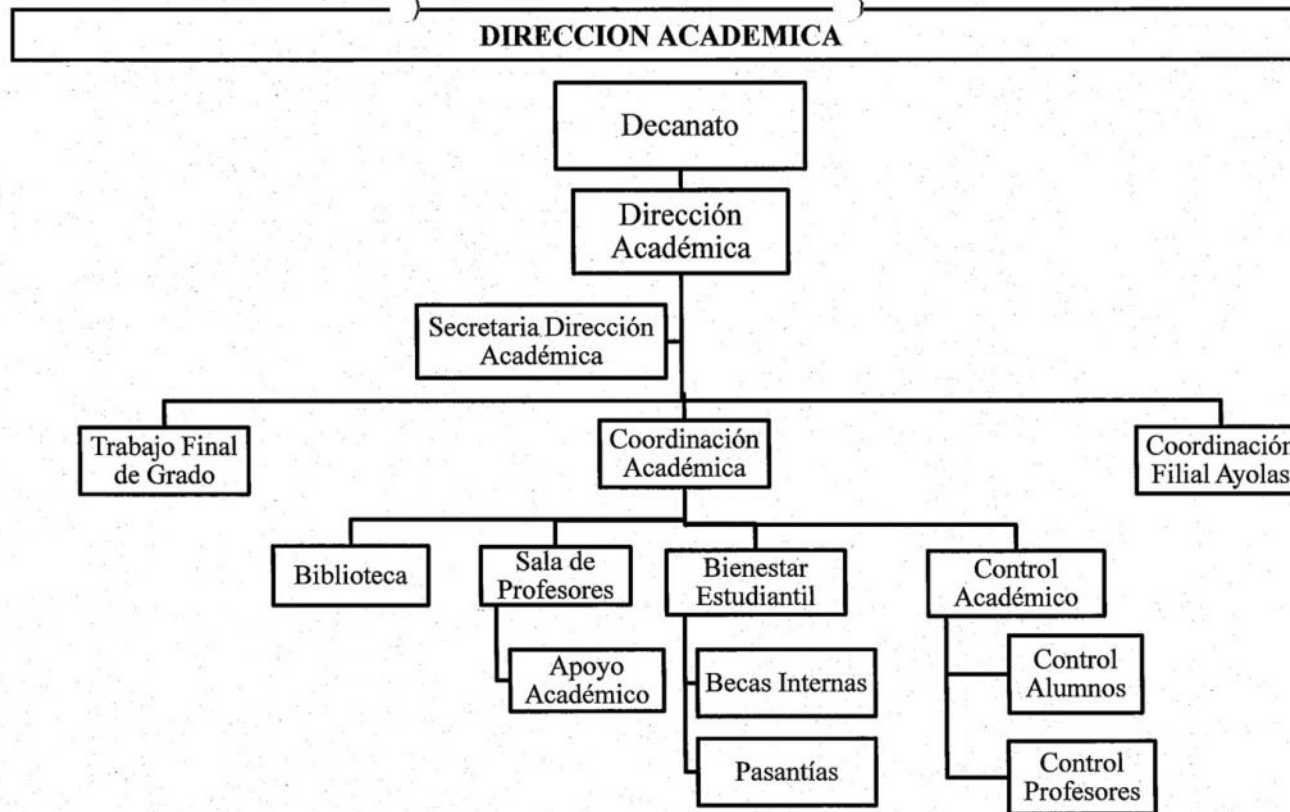 DIRECCION ACADEMICA
Decanato
Dirección
Académica
Secretaria Dirección
Académica
Trabajo Final
de Grado
Coordinación
Académica
Coordinación
Filial Ayolas
Biblioteca
Sala de
Profesores
Bienestar
Estudiantil
Control
Académico
Apoyo
Académico
Becas Internas
Control
Alumnos
Pasantías
Control
Profesores